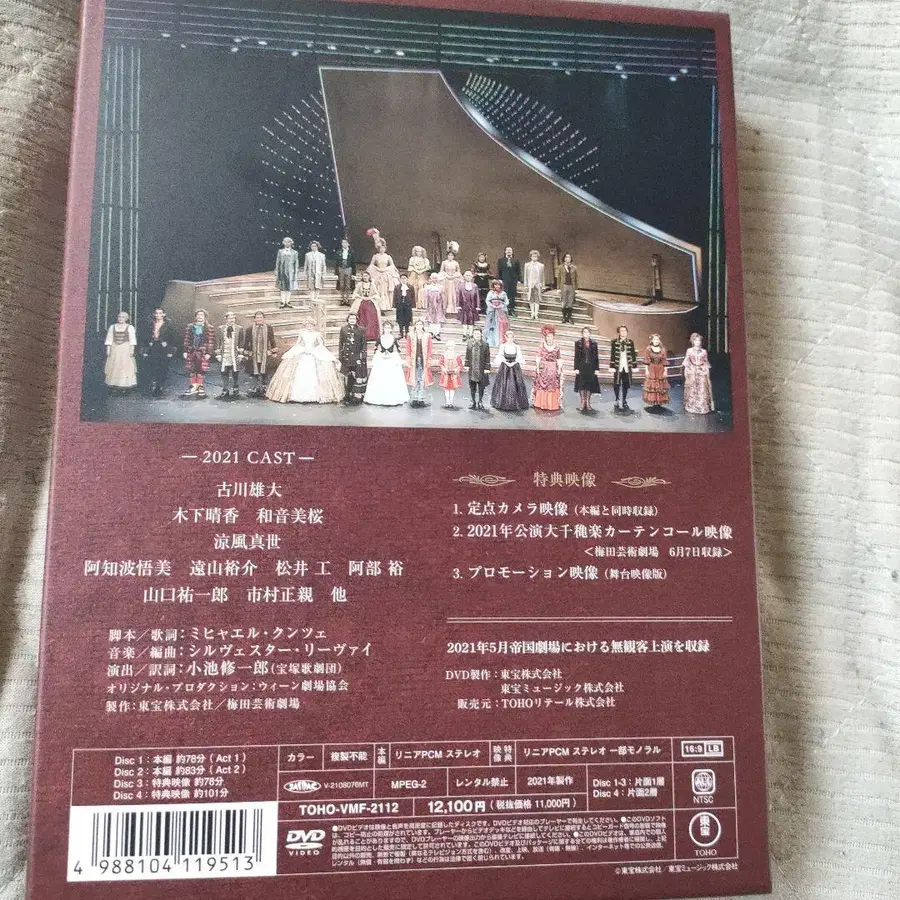 — 2021 CAST —
古川雄大
木下晴香 和音美桜
涼風真世
阿知波悟美 遠山裕介 松井 工 阿部 裕
山口祐一郎 市村正親 他
脚本/歌詞:ミヒャエル・クンツェ
音楽/編曲:シルヴェスター・リーヴァイ
演出/訳詞:小池修一郎(宝塚歌劇団)
オリジナル・プロダクション:ウィーン劇場協会
製作:東宝株式会社/梅田芸術劇場
特典映像
1. 定点カメラ映像(本編と同時収録)
2. 2021年公演大千穐楽カーテンコール映像
<梅田芸術劇場 6月7日収録>
3. プロモーション映像(舞台映像版)
2021年5月帝国劇場における無観客上演を収録
DVD製作:東宝株式会社
東宝ミュージック株式会社
販売元:TOHOリテール株式会社
Disc 1:本編 約78分(Act 1)
Disc 2:本編 約83分(Act 2)
Disc 3:特典映像 約78分
Disc 4:特典映像 約101分
カラー 複製不能 本編 リニアPCM ステレオ 映像特典 リニアPCM ステレオ 一部モノラル 16:9 LB
V-2108076MT MPEG-2 レンタル禁止 2021年製作 Disc 1-3:片面1層
Disc 4:片面2層
2 ALL
NTSC
TOHO-VMF-2112 12,100円(税抜価格 11,000円)
DVD
VIDEO
東宝
TOHO
4 988104 119513
©東宝株式会社/東宝ミュージック株式会社